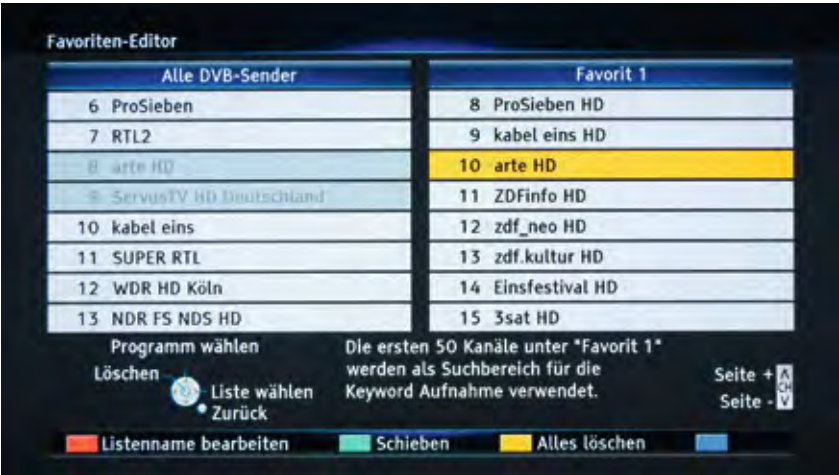 Favoriten-Editor
Alle DVB-Sender
6 ProSieben
7 RTL2
8 arte HD
9 ServusTV HD Deutschland
10 kabel eins
11 SUPER RTL
12 WDR HD Köln
13 NDR FS NDS HD
Favorit 1
8 ProSieben HD
9 kabel eins HD
10 arte HD
11 ZDFinfo HD
12 zdf_neo HD
13 zdf.kultur HD
14 Einsfestival HD
15 3sat HD
Programm wählen
Löschen
Liste wählen
Zurück
Die ersten 50 Kanäle unter "Favorit 1"
werden als Suchbereich für die
Keyword Aufnahme verwendet.
Seite +
CH
Seite -
Listenname bearbeiten
Schieben
Alles löschen